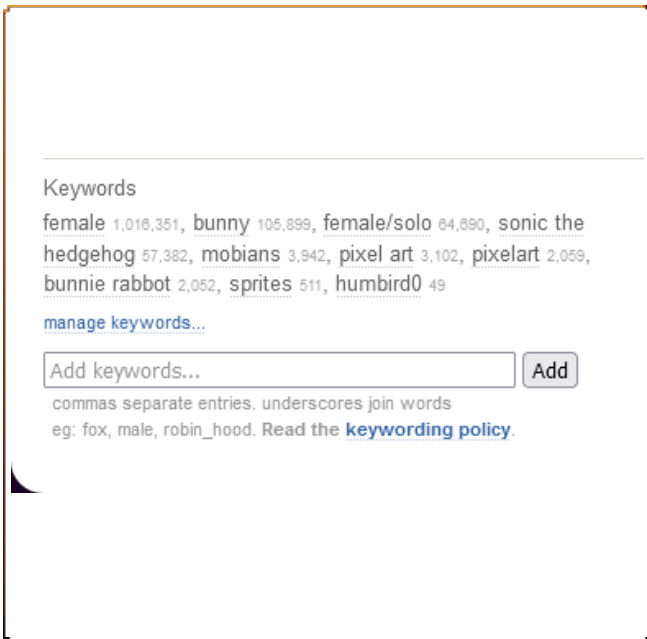 Keywords
female 1,016,351, bunny 105,899, female/solo 64,690, sonic the
hedgehog 57,382, mobians 3,942, pixel art 3,102, pixelart 2,059,
bunnie rabbot 2,052, sprites 511, humbird0 49
manage keywords...
Add keywords... Add
commas separate entries. underscores join words
eg: fox, male, robin_hood. Read the keywording policy.